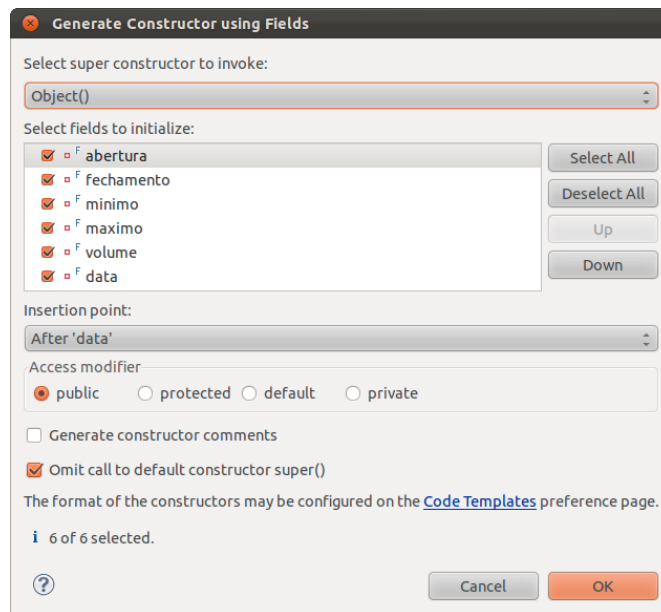 Generate Constructor using Fields
Select super constructor to invoke:
Object()
Select fields to initialize:
F abertura
F fechamento
F minimo
F maximo
F volume
F data
Select All
Deselect All
Up
Down
Insertion point:
After 'data'
Access modifier
public protected default private
Generate constructor comments
Omit call to default constructor super()
The format of the constructors may be configured on the Code Templates preference page.
i 6 of 6 selected.
? Cancel OK